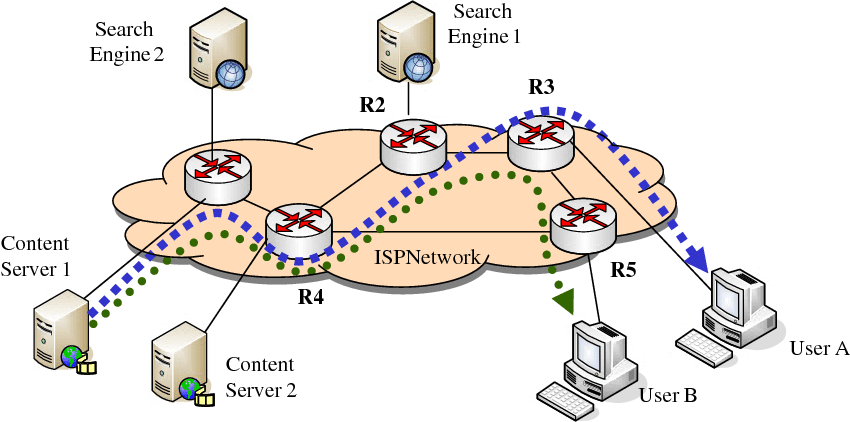 Search
Engine 2
Search
Engine 1
R2
R3
Content
Server 1
ISPNetwork
R4
R5
Content
Server 2
User A
User B